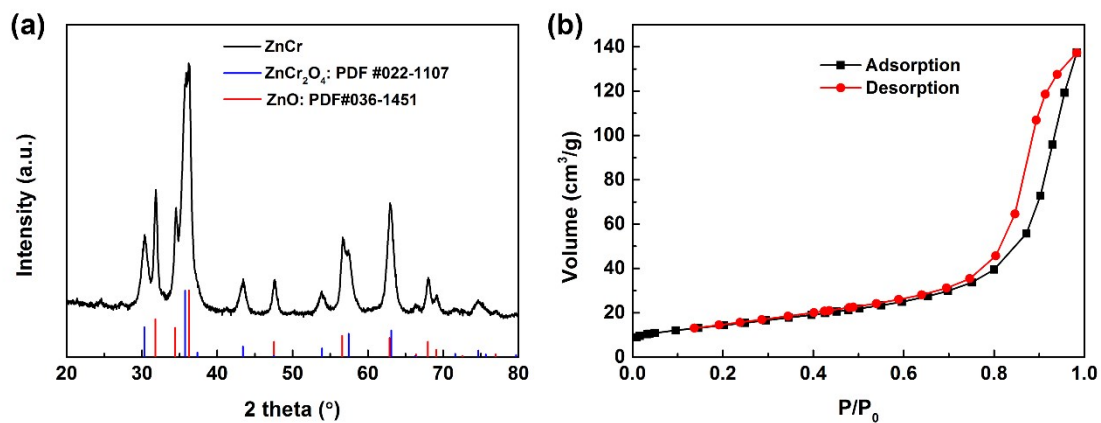 (a)
ZnCr
ZnCr₂O₄: PDF #022-1107
ZnO: PDF#036-1451
Intensity (a.u.)
20 30 40 50 60 70 80
2 theta (°)
(b)
Adsorption
Desorption
Volume (cm³/g)
140
120
100
80
60
40
20
0
0.0 0.2 0.4 0.6 0.8 1.0
P/P₀